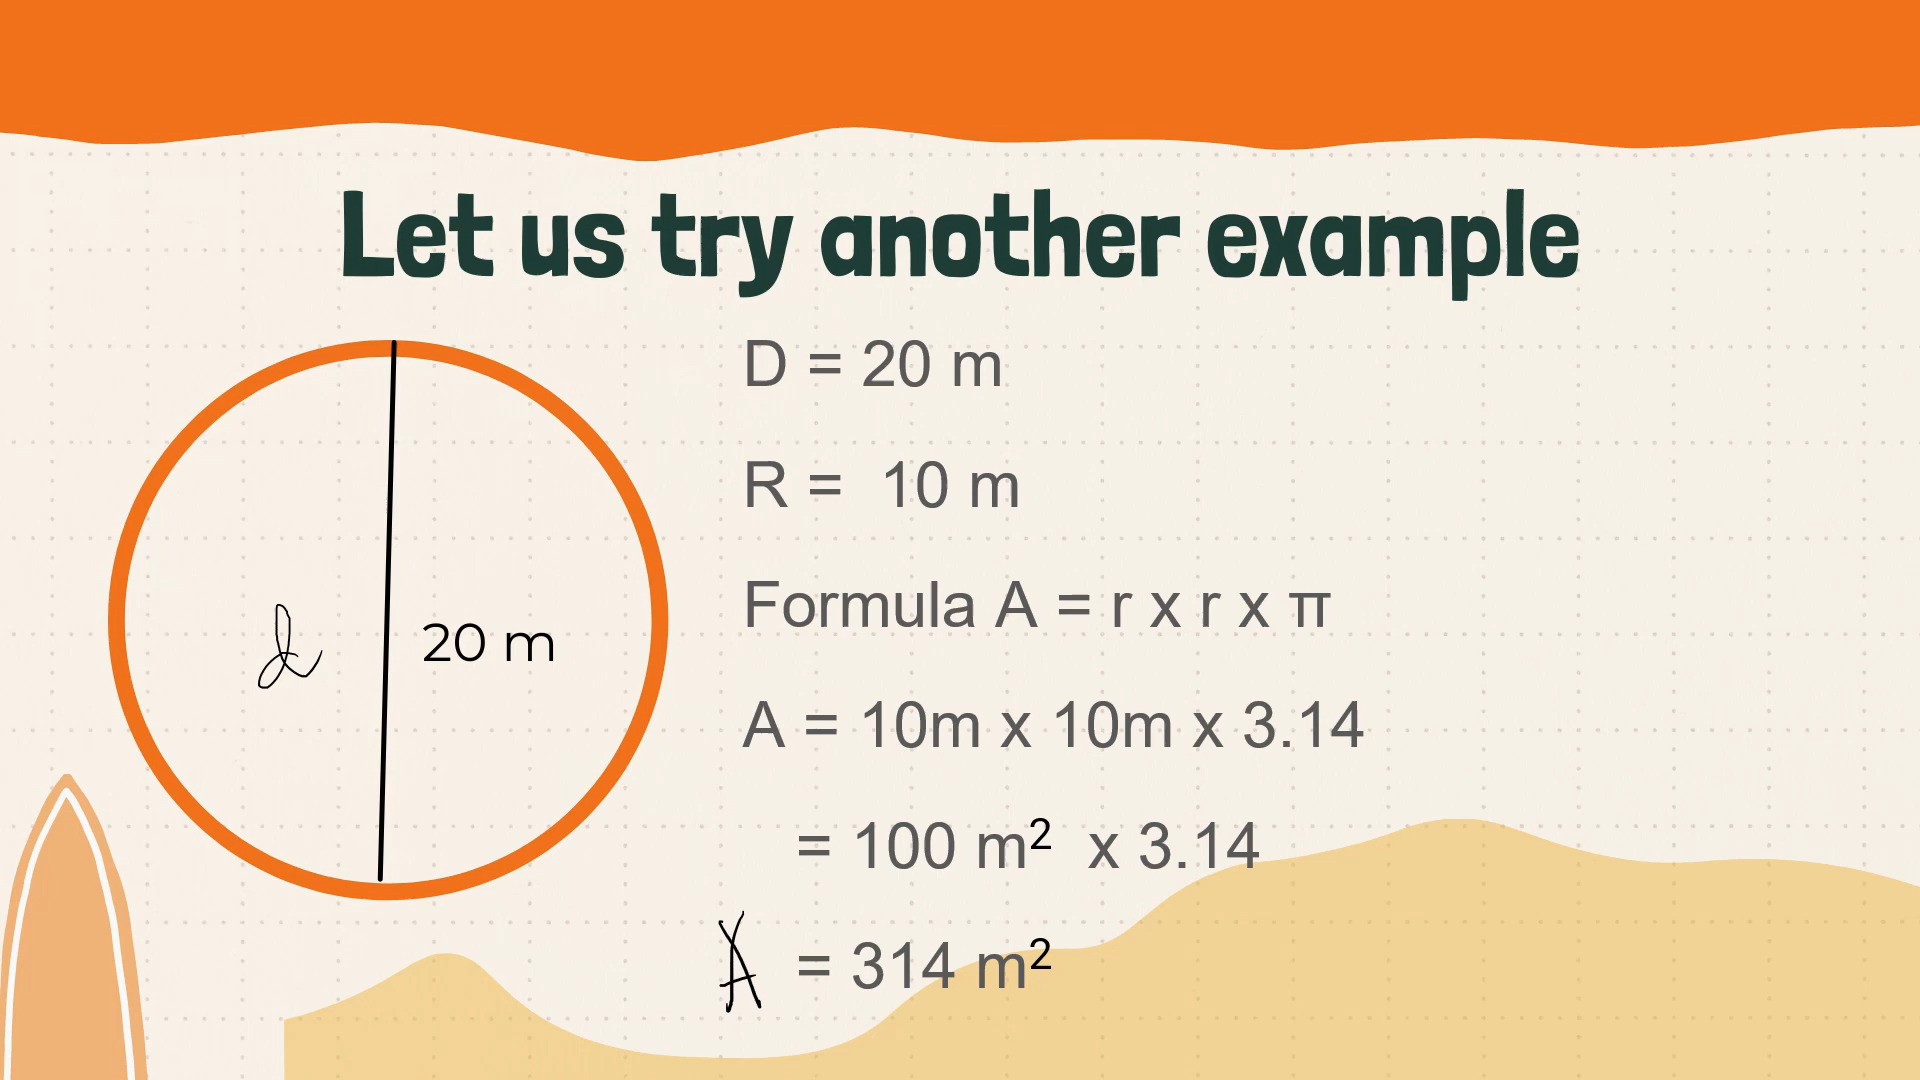 Let us try another example
D = 20 m
R = 10 m
Formula A = r x r x π
d
20 m
A = 10m x 10m x 3.14
= 100 m² x 3.14
A = 314 m²